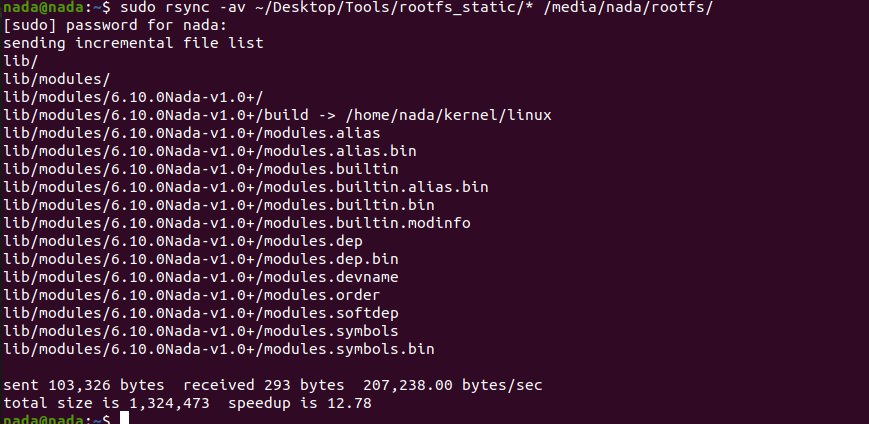 nada@nada:~$ sudo rsync -av ~/Desktop/Tools/rootfs_static/* /media/nada/rootfs/
[sudo] password for nada:
sending incremental file list
lib/
lib/modules/
lib/modules/6.10.0Nada-v1.0+/
lib/modules/6.10.0Nada-v1.0+/build -> /home/nada/kernel/linux
lib/modules/6.10.0Nada-v1.0+/modules.alias
lib/modules/6.10.0Nada-v1.0+/modules.alias.bin
lib/modules/6.10.0Nada-v1.0+/modules.builtin
lib/modules/6.10.0Nada-v1.0+/modules.builtin.alias.bin
lib/modules/6.10.0Nada-v1.0+/modules.builtin.bin
lib/modules/6.10.0Nada-v1.0+/modules.builtin.modinfo
lib/modules/6.10.0Nada-v1.0+/modules.dep
lib/modules/6.10.0Nada-v1.0+/modules.dep.bin
lib/modules/6.10.0Nada-v1.0+/modules.devname
lib/modules/6.10.0Nada-v1.0+/modules.order
lib/modules/6.10.0Nada-v1.0+/modules.softdep
lib/modules/6.10.0Nada-v1.0+/modules.symbols
lib/modules/6.10.0Nada-v1.0+/modules.symbols.bin
sent 103,326 bytes  received 293 bytes  207,238.00 bytes/sec
total size is 1,324,473  speedup is 12.78
nada@nada:~$